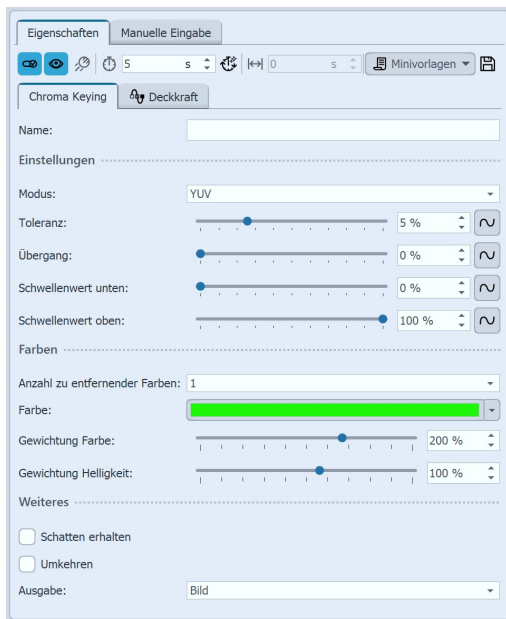 Eigenschaften Manuelle Eingabe
5 s 0 s Minivorlagen
Chroma Keying Deckkraft
Name:
Einstellungen
Modus: YUV
Toleranz: 5 %
Übergang: 0 %
Schwellenwert unten: 0 %
Schwellenwert oben: 100 %
Farben
Anzahl zu entfernender Farben: 1
Farbe:
Gewichtung Farbe: 200 %
Gewichtung Helligkeit: 100 %
Weiteres
Schatten erhalten
Umkehren
Ausgabe: Bild